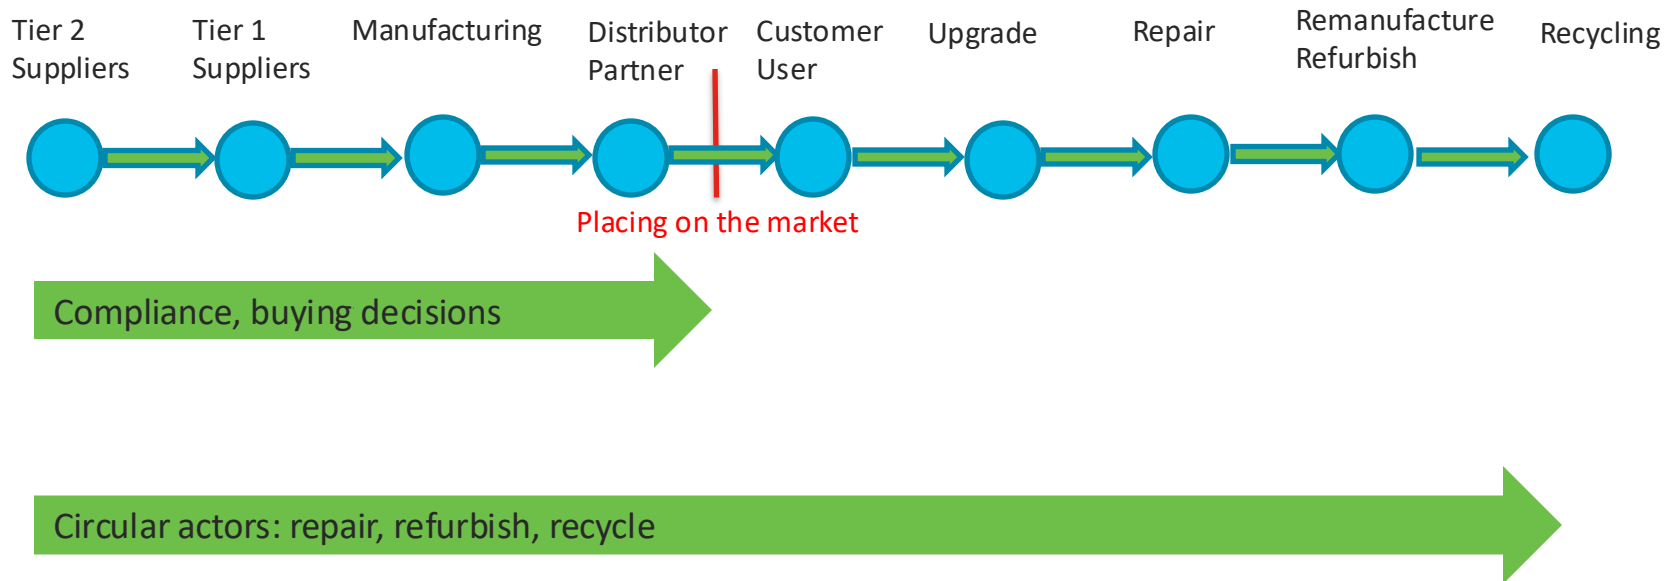 Tier 2
Suppliers
Tier 1
Suppliers
Manufacturing
Distributor
Partner
Customer
User
Upgrade
Repair
Remanufacture
Refurbish
Recycling
Placing on the market
Compliance, buying decisions
Circular actors: repair, refurbish, recycle